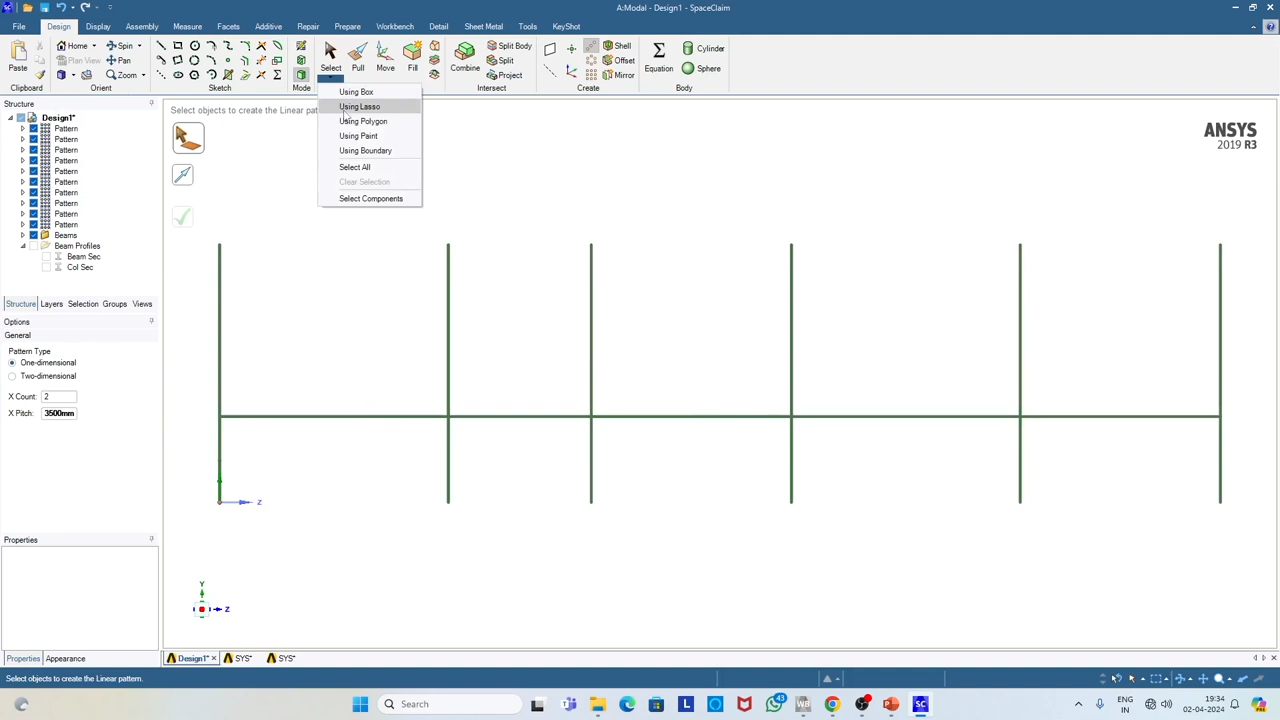 A:Modal - Design1* - SpaceClaim
File Design Display Assembly Measure Facets Additive Repair Prepare Workbench Detail Sheet Metal Tools KeyShot
Paste
Home Spin
Plan View Pan
Zoom
Select Pull Move Fill
Combine
Split Body
Split
Project
Shell
Offset
Mirror
Equation
Cylinder
Sphere
Clipboard Orient Sketch Mode Intersect Create Body
Structure
Design1*
Pattern
Pattern
Pattern
Pattern
Pattern
Pattern
Pattern
Pattern
Pattern
Pattern
Beams
Beam Profiles
Beam Sec
Col Sec
Structure Layers Selection Groups Views
Options
General
Pattern Type
One-dimensional
Two-dimensional
X Count: 2
X Pitch: 3500mm
Properties
Properties Appearance
Select objects to create the Linear pat
Using Box
Using Lasso
Using Polygon
Using Paint
Using Boundary
Select All
Clear Selection
Select Components
ANSYS
2019 R3
Z
Y
Z
Design1* SYS* SYS*
Select objects to create the Linear pattern.
Search
43
ENG
IN
19:34
02-04-2024